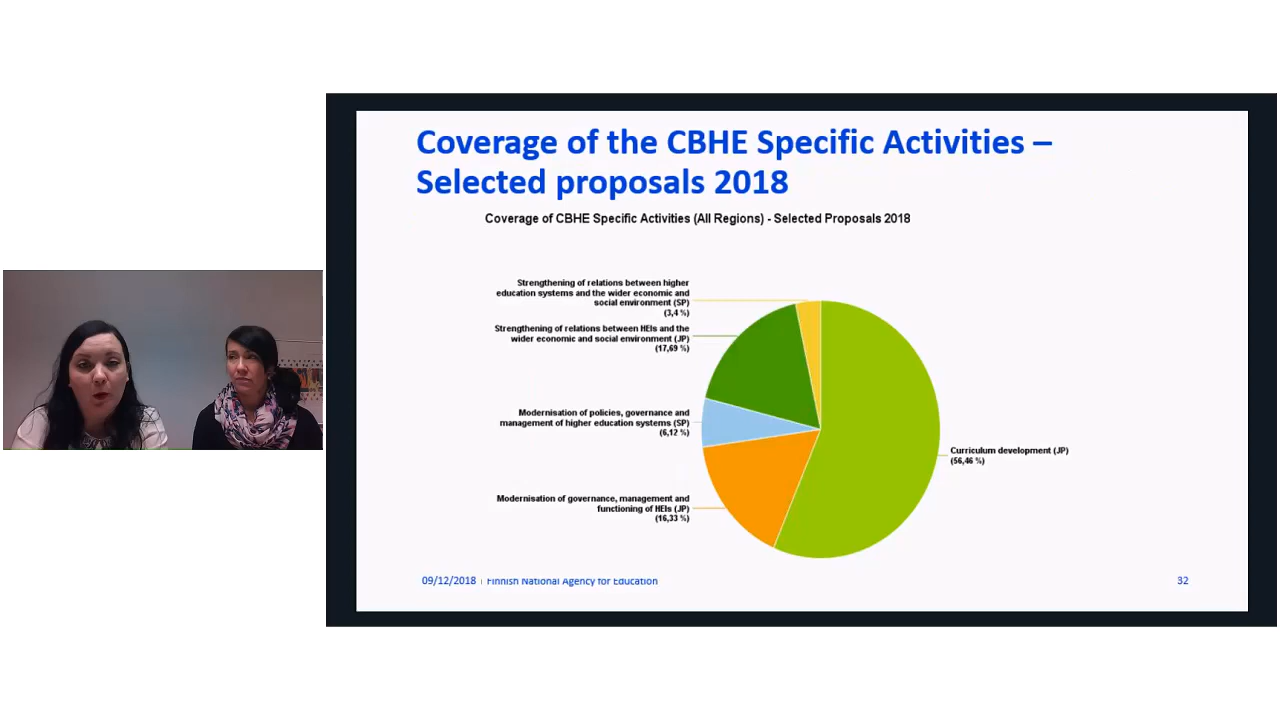 Coverage of the CBHE Specific Activities –
Selected proposals 2018
Coverage of CBHE Specific Activities (All Regions) - Selected Proposals 2018
Strengthening of relations between higher
education systems and the wider economic and
social environment (SP)
(3,4 %)
Strengthening of relations between HEIs and the
wider economic and social environment (JP)
(17,69 %)
Modernisation of policies, governance and
management of higher education systems (SP)
(6,12 %)
Modernisation of governance, management and
functioning of HEIs (JP)
(16,33 %)
Curriculum development (JP)
(56,46 %)
09/12/2018 | Finnish National Agency for Education
32